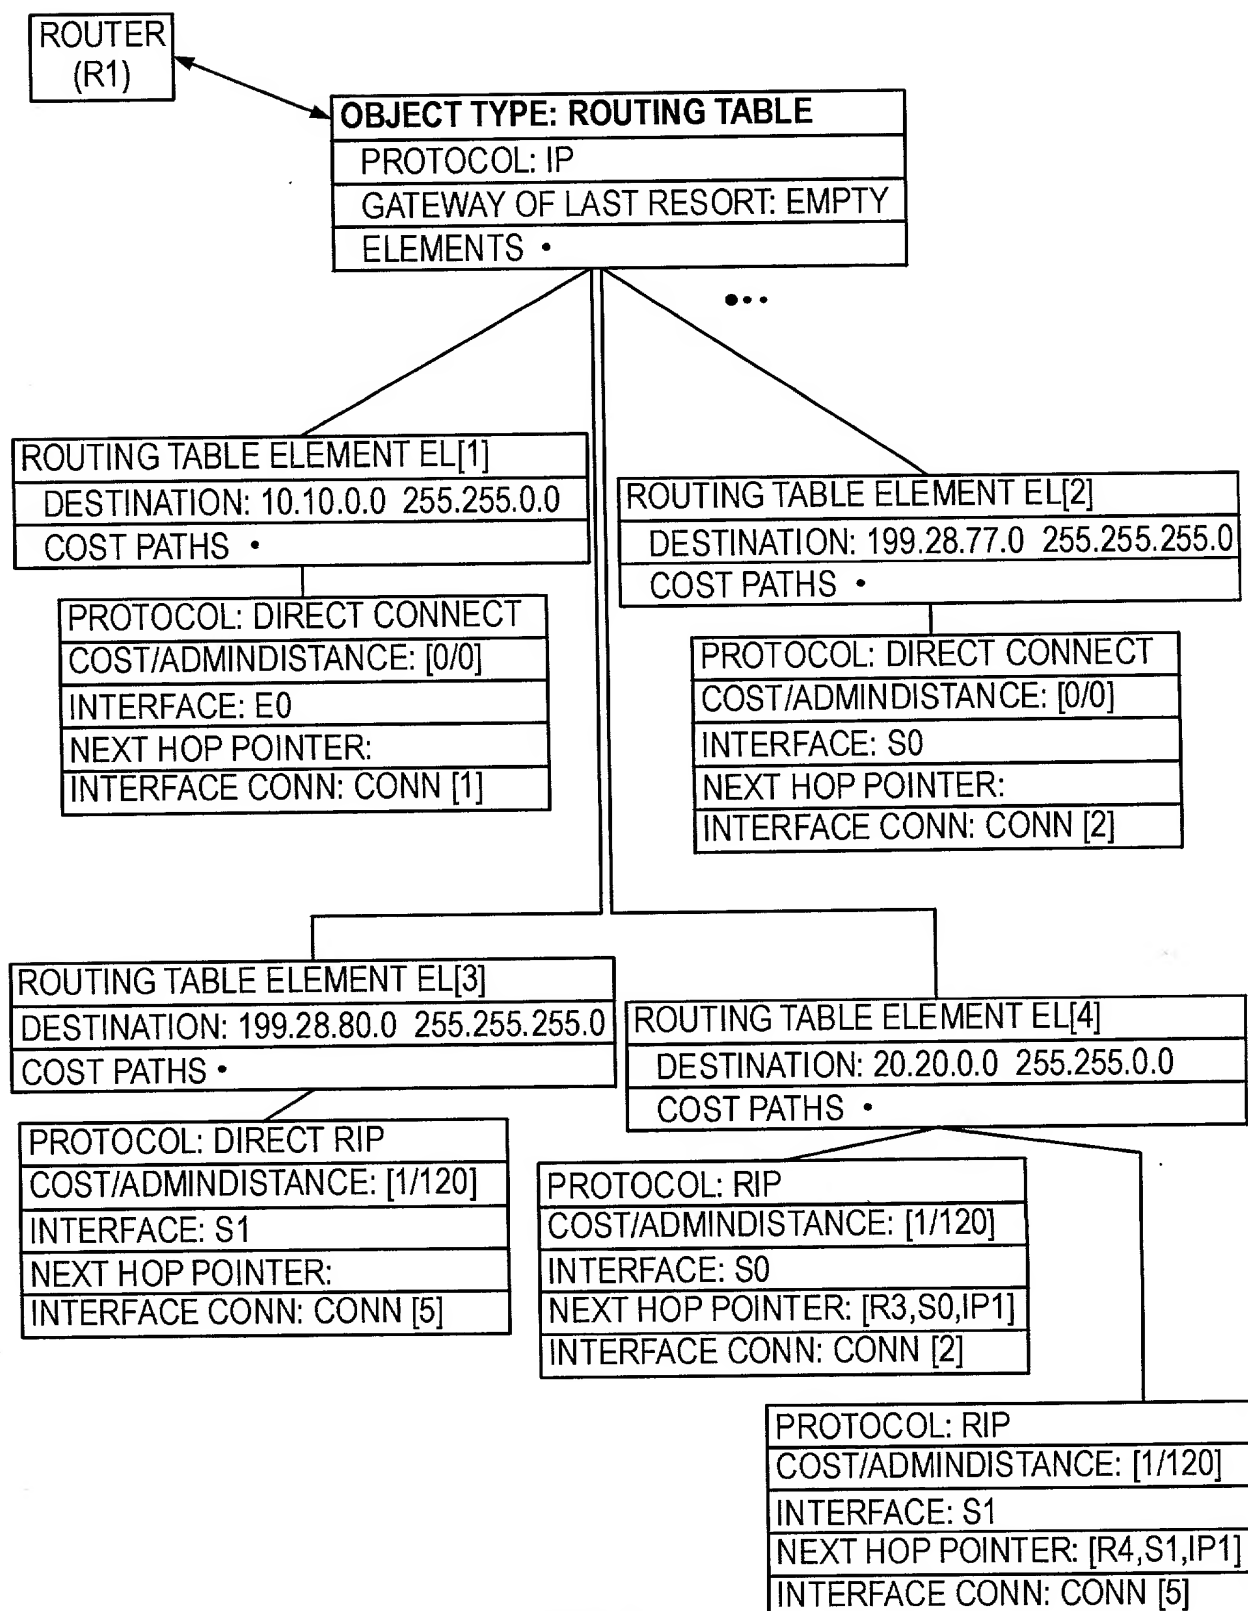 ROUTER
(R1)
OBJECT TYPE: ROUTING TABLE
PROTOCOL: IP
GATEWAY OF LAST RESORT: EMPTY
ELEMENTS •
ROUTING TABLE ELEMENT EL[1]
DESTINATION: 10.10.0.0 255.255.0.0
COST PATHS •
PROTOCOL: DIRECT CONNECT
COST/ADMINDISTANCE: [0/0]
INTERFACE: E0
NEXT HOP POINTER:
INTERFACE CONN: CONN [1]
ROUTING TABLE ELEMENT EL[2]
DESTINATION: 199.28.77.0 255.255.255.0
COST PATHS •
PROTOCOL: DIRECT CONNECT
COST/ADMINDISTANCE: [0/0]
INTERFACE: S0
NEXT HOP POINTER:
INTERFACE CONN: CONN [2]
ROUTING TABLE ELEMENT EL[3]
DESTINATION: 199.28.80.0 255.255.255.0
COST PATHS •
PROTOCOL: DIRECT RIP
COST/ADMINDISTANCE: [1/120]
INTERFACE: S1
NEXT HOP POINTER:
INTERFACE CONN: CONN [5]
ROUTING TABLE ELEMENT EL[4]
DESTINATION: 20.20.0.0 255.255.0.0
COST PATHS •
PROTOCOL: RIP
COST/ADMINDISTANCE: [1/120]
INTERFACE: S0
NEXT HOP POINTER: [R3,S0,IP1]
INTERFACE CONN: CONN [2]
PROTOCOL: RIP
COST/ADMINDISTANCE: [1/120]
INTERFACE: S1
NEXT HOP POINTER: [R4,S1,IP1]
INTERFACE CONN: CONN [5]